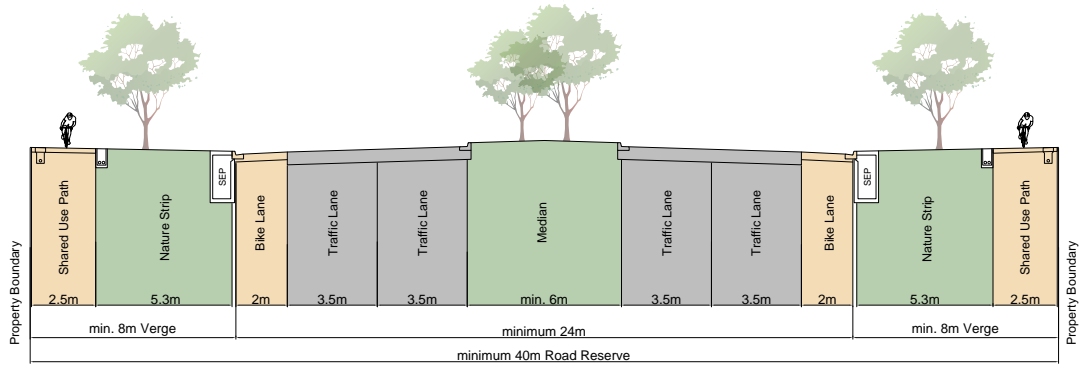 Property Boundary
Shared Use Path
Nature Strip
SEP
Bike Lane
Traffic Lane
Traffic Lane
Median
Traffic Lane
Traffic Lane
Bike Lane
SEP
Nature Strip
Shared Use Path
Property Boundary
2.5m
5.3m
2m
3.5m
3.5m
min. 6m
3.5m
3.5m
2m
5.3m
2.5m
min. 8m Verge
minimum 24m
min. 8m Verge
minimum 40m Road Reserve